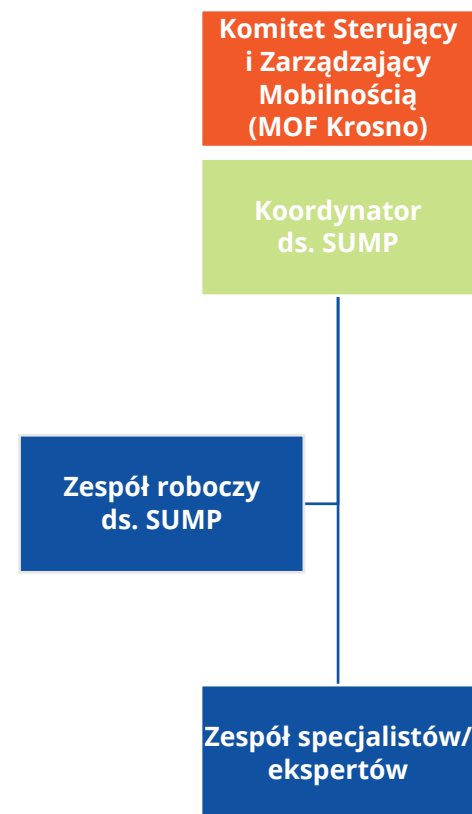 Komitet Sterujący
i Zarządzający
Mobilnością
(MOF Krosno)
Koordynator
ds. SUMP
Zespół roboczy
ds. SUMP
Zespół specjalistów/
ekspertów